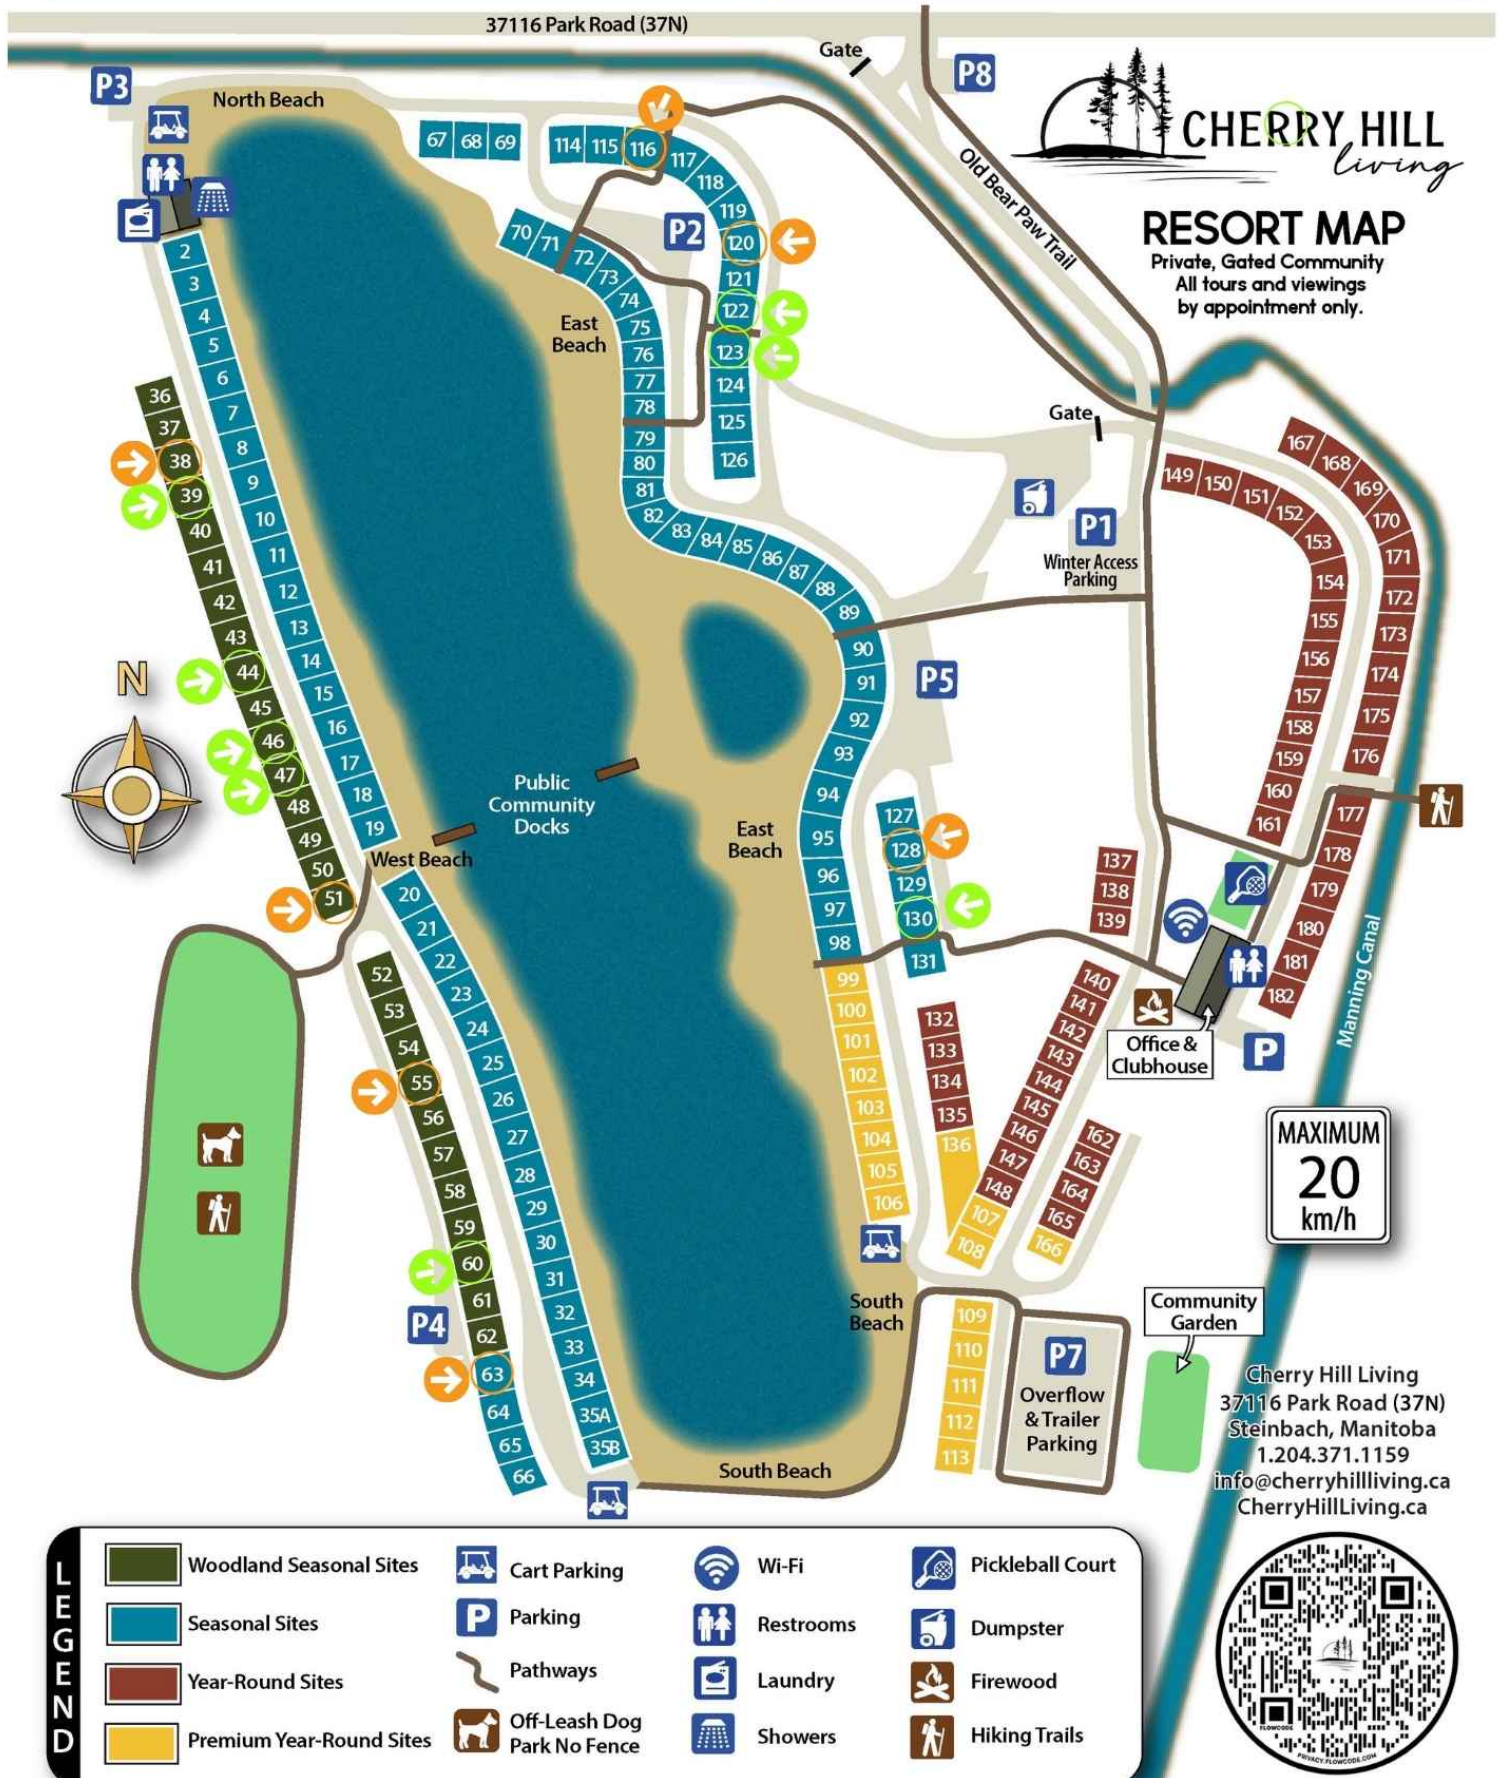 37116 Park Road (37N)
Gate
P8
P3
North Beach
CHERRY HILL
living
Old Bear Paw Trail
RESORT MAP
Private, Gated Community
All tours and viewings
by appointment only.
67 68 69
114 115 116 117 118 119 120 121 122 123 124 125 126
P2
70 71 72 73 74 75 76 77 78 79 80 81 82 83 84 85 86 87 88 89 90 91 92 93 94 95 96 97 98
East
Beach
2
3
4
5
6
7
8
9
10
11
12
13
14
15
16
17
18
19
36
37
38
39
40
41
42
43
44
45
46
47
48
49
50
51
N
Gate
P1
Winter Access
Parking
149 150 151 152 153 154 155 156 157 158 159 160 161
167 168 169 170 171 172 173 174 175 176
177
178
179
180
181
182
P5
Public
Community
Docks
East
Beach
West Beach
127
128
129
130
131
137
138
139
20
21
22
23
24
25
26
27
28
29
30
31
32
33
34
35A
35B
52
53
54
55
56
57
58
59
60
61
62
63
64
65
66
99
100
101
102
103
104
105
106
132
133
134
135
136
140
141
142
143
144
145
146
147
148
107
108
162
163
164
165
166
Office &
Clubhouse
P
Manning Canal
MAXIMUM
20
km/h
P4
South
Beach
109
110
111
112
113
P7
Overflow
& Trailer
Parking
Community
Garden
South Beach
Cherry Hill Living
37116 Park Road (37N)
Steinbach, Manitoba
1.204.371.1159
info@cherryhillliving.ca
CherryHillLiving.ca
LEGEND
Woodland Seasonal Sites
Seasonal Sites
Year-Round Sites
Premium Year-Round Sites
Cart Parking
P
Parking
Pathways
Off-Leash Dog
Park No Fence
Wi-Fi
Restrooms
Laundry
Showers
Pickleball Court
Dumpster
Firewood
Hiking Trails
FLOWCODE
PRIVACY.FLOWCODE.COM